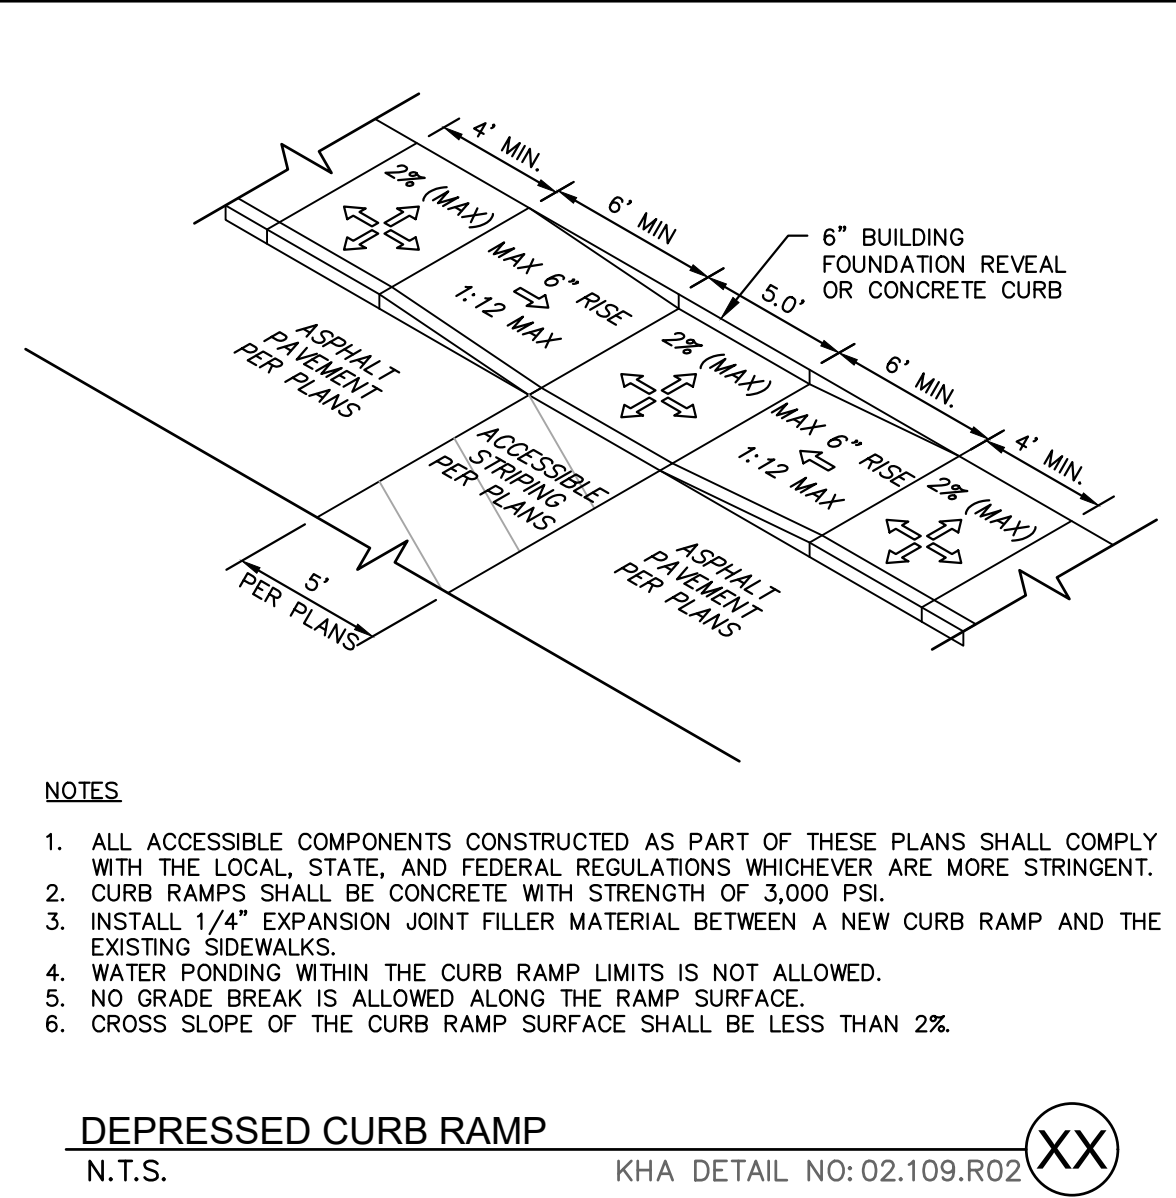 4' MIN.
6' MIN
5.0'
6' MIN.
4' MIN.
6" BUILDING
FOUNDATION REVEAL
OR CONCRETE CURB
2% (MAX)
MAX 6" RISE
1:12 MAX
2% (MAX)
MAX 6" RISE
1:12 MAX
2% (MAX)
ASPHALT
PAVEMENT
PER PLANS
ACCESSIBLE
STRIPING
PER PLANS
ASPHALT
PAVEMENT
PER PLANS
5'
PER PLANS
NOTES
1. ALL ACCESSIBLE COMPONENTS CONSTRUCTED AS PART OF THESE PLANS SHALL COMPLY
WITH THE LOCAL, STATE, AND FEDERAL REGULATIONS WHICHEVER ARE MORE STRINGENT.
2. CURB RAMPS SHALL BE CONCRETE WITH STRENGTH OF 3,000 PSI.
3. INSTALL 1/4" EXPANSION JOINT FILLER MATERIAL BETWEEN A NEW CURB RAMP AND THE
EXISTING SIDEWALKS.
4. WATER PONDING WITHIN THE CURB RAMP LIMITS IS NOT ALLOWED.
5. NO GRADE BREAK IS ALLOWED ALONG THE RAMP SURFACE.
6. CROSS SLOPE OF THE CURB RAMP SURFACE SHALL BE LESS THAN 2%.
DEPRESSED CURB RAMP
XX
N.T.S.
KHA DETAIL NO: 02.109.R02